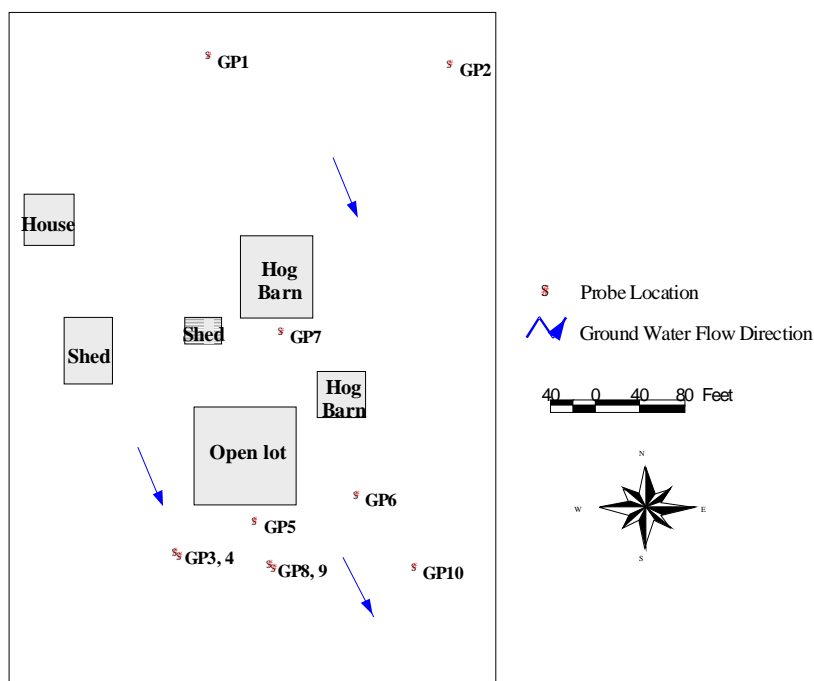 GP1
GP2
House
Hog
Barn
Shed
GP7
Shed
Hog
Barn
Open lot
GP6
GP5
GP3, 4
GP8, 9
GP10
Probe Location
Ground Water Flow Direction
40 0 40 80 Feet
N
W E
S